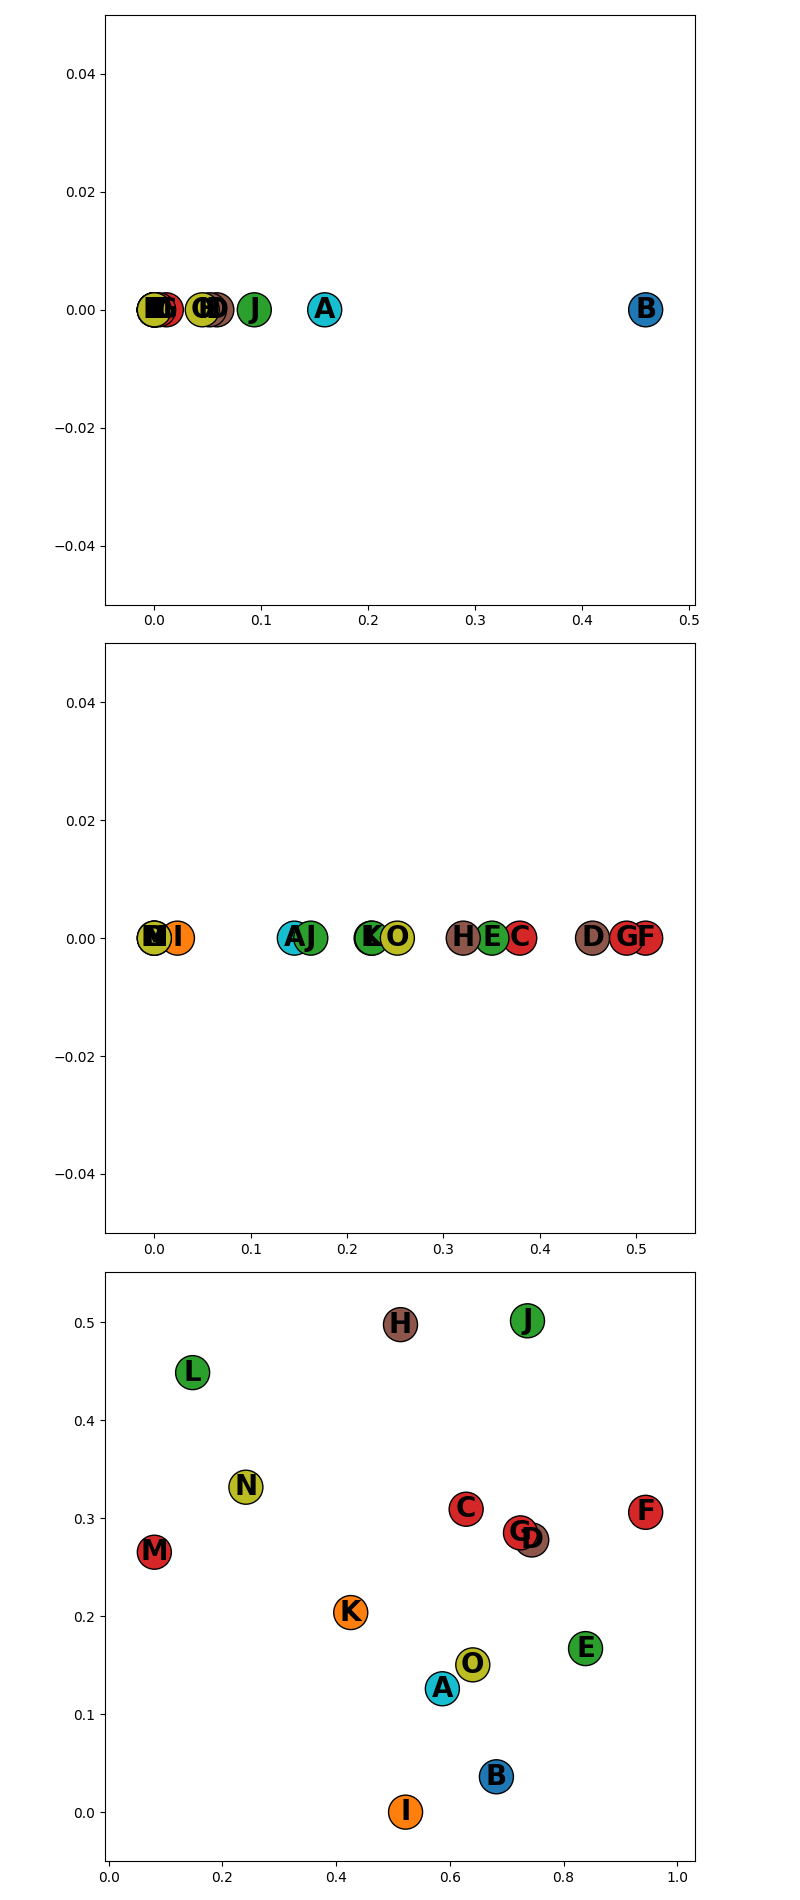 0.04
0.02
0.00
−0.02
−0.04
G O D J A B
0.0 0.1 0.2 0.3 0.4 0.5
0.04
0.02
0.00
−0.02
−0.04
I A J K O H E C D G F
0.0 0.1 0.2 0.3 0.4 0.5
0.5
0.4
0.3
0.2
0.1
0.0
H J
L
N
C F
G D
M
K
E
O
A
B
I
0.0 0.2 0.4 0.6 0.8 1.0